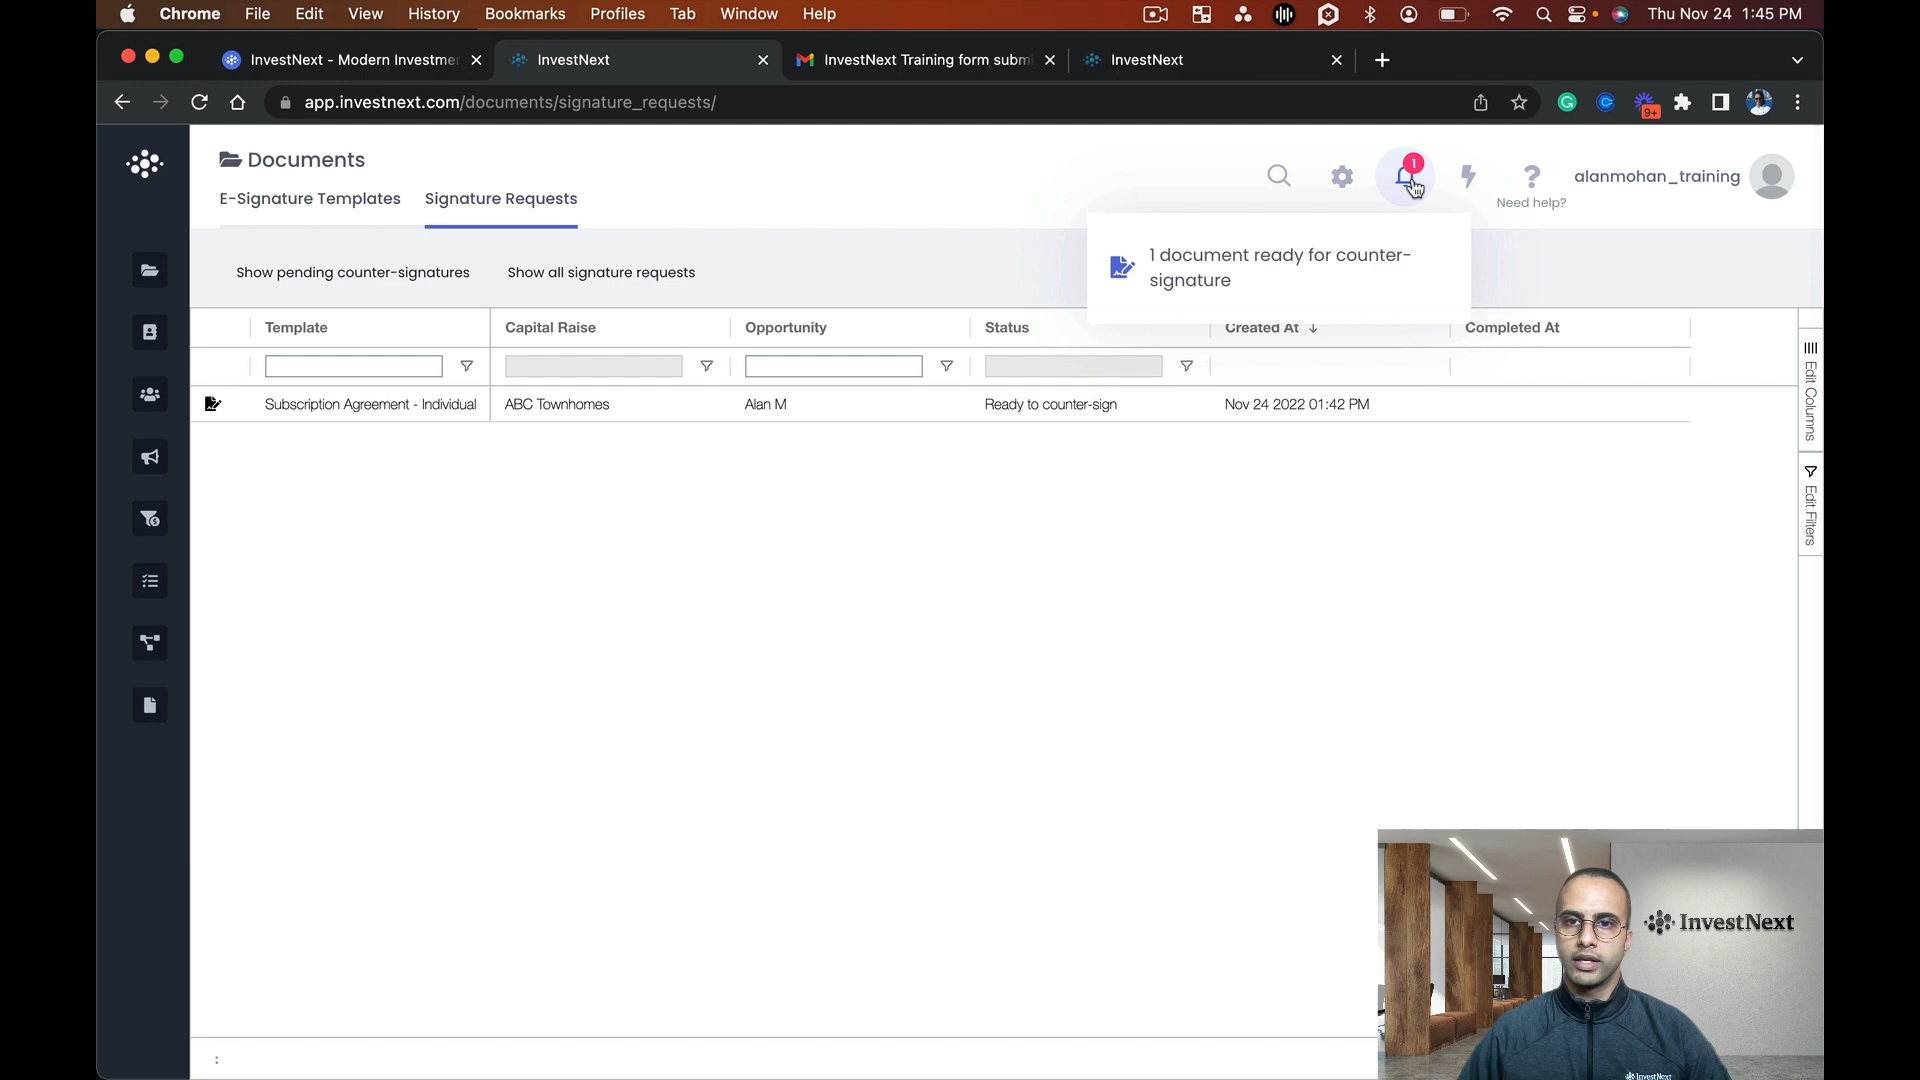 Chrome File Edit View History Bookmarks Profiles Tab Window Help Thu Nov 24 1:45 PM
InvestNext - Modern Investme InvestNext InvestNext Training form submi InvestNext
app.investnext.com/documents/signature_requests/
9+
Documents
1
alanmohan_training
Need help?
E-Signature Templates Signature Requests
1 document ready for counter-
signature
Show pending counter-signatures Show all signature requests
Template Capital Raise Opportunity Status Created At Completed At
Subscription Agreement - Individual ABC Townhomes Alan M Ready to counter-sign Nov 24 2022 01:42 PM
Edit Columns
Edit Filters
InvestNext
InvestNext